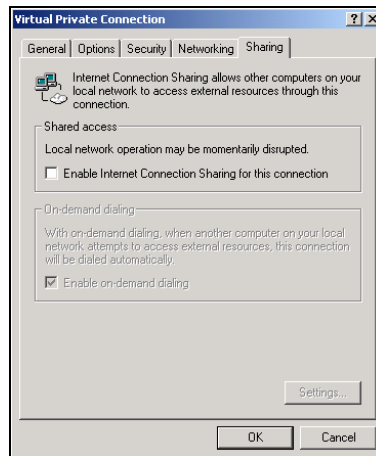 Virtual Private Connection
General Options Security Networking Sharing
Internet Connection Sharing allows other computers on your
local network to access external resources through this
connection.
Shared access
Local network operation may be momentarily disrupted.
Enable Internet Connection Sharing for this connection
On-demand dialing
With on-demand dialing, when another computer on your local
network attempts to access external resources, this connection
will be dialed automatically.
Enable on-demand dialing
Settings...
OK Cancel